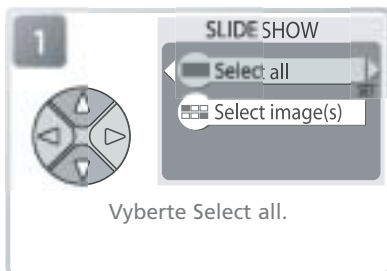 1
SLIDE SHOW
Select all
Select image(s)
Vyberte Select all.